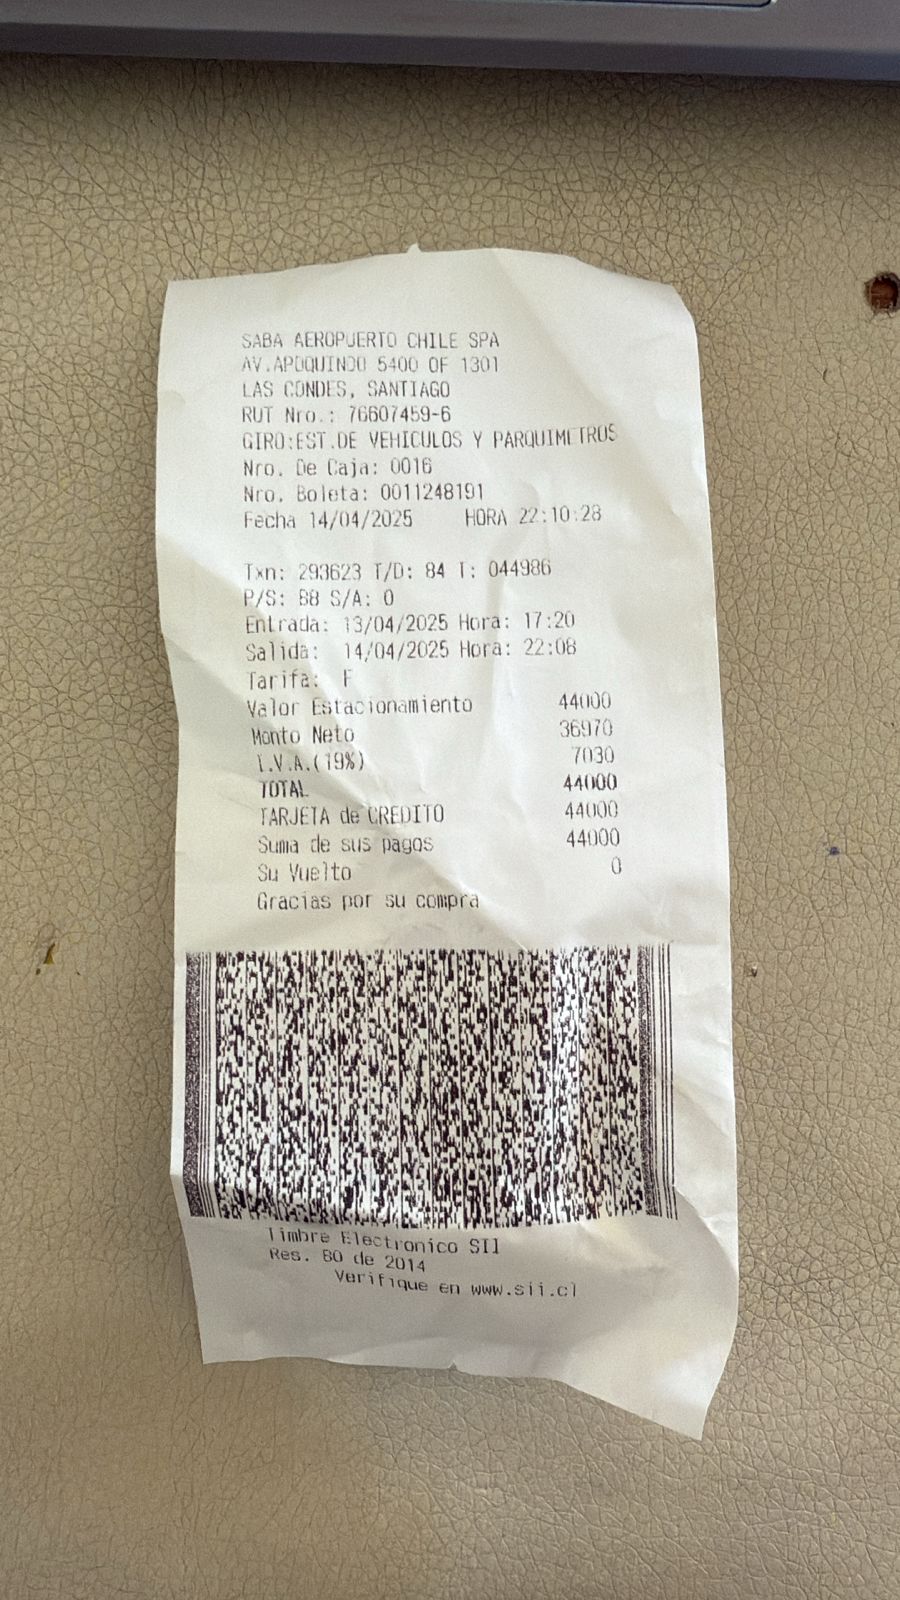 SABA AEROPUERTO CHILE SPA
AV.APOQUINDO 5400 OF 1301
LAS CONDES, SANTIAGO
RUT Nro.: 76607459-6
GIRO:EST.DE VEHICULOS Y PARQUIMETROS
Nro. De Caja: 0016
Nro. Boleta: 0011248191
Fecha 14/04/2025 HORA 22:10:28
Txn: 293623 T/D: 84 T: 044986
P/S: 88 S/A: 0
Entrada: 13/04/2025 Hora: 17:20
Salida: 14/04/2025 Hora: 22:08
Tarifa: F
Valor Estacionamiento 44000
Monto Neto 36970
I.V.A.(19%) 7030
TOTAL 44000
TARJETA de CREDITO 44000
Suma de sus pagos 44000
Su Vuelto 0
Gracias por su compra
Timbre Electronico SII
Res. 80 de 2014
Verifique en www.sii.cl